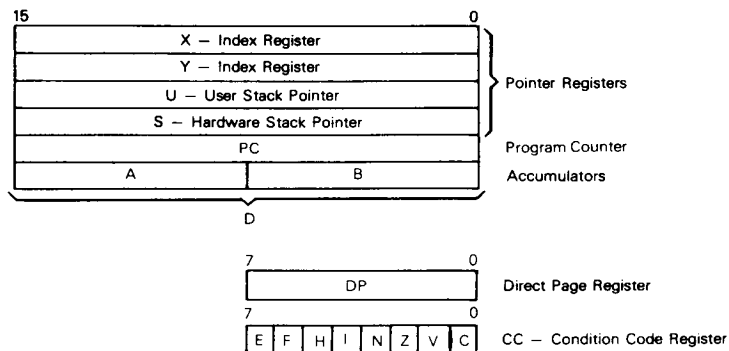 15 0
X – Index Register
Y – Index Register
U – User Stack Pointer
S – Hardware Stack Pointer
Pointer Registers
PC
Program Counter
A B
Accumulators
D
7 0
DP
Direct Page Register
7 0
E F H I N Z V C
CC – Condition Code Register